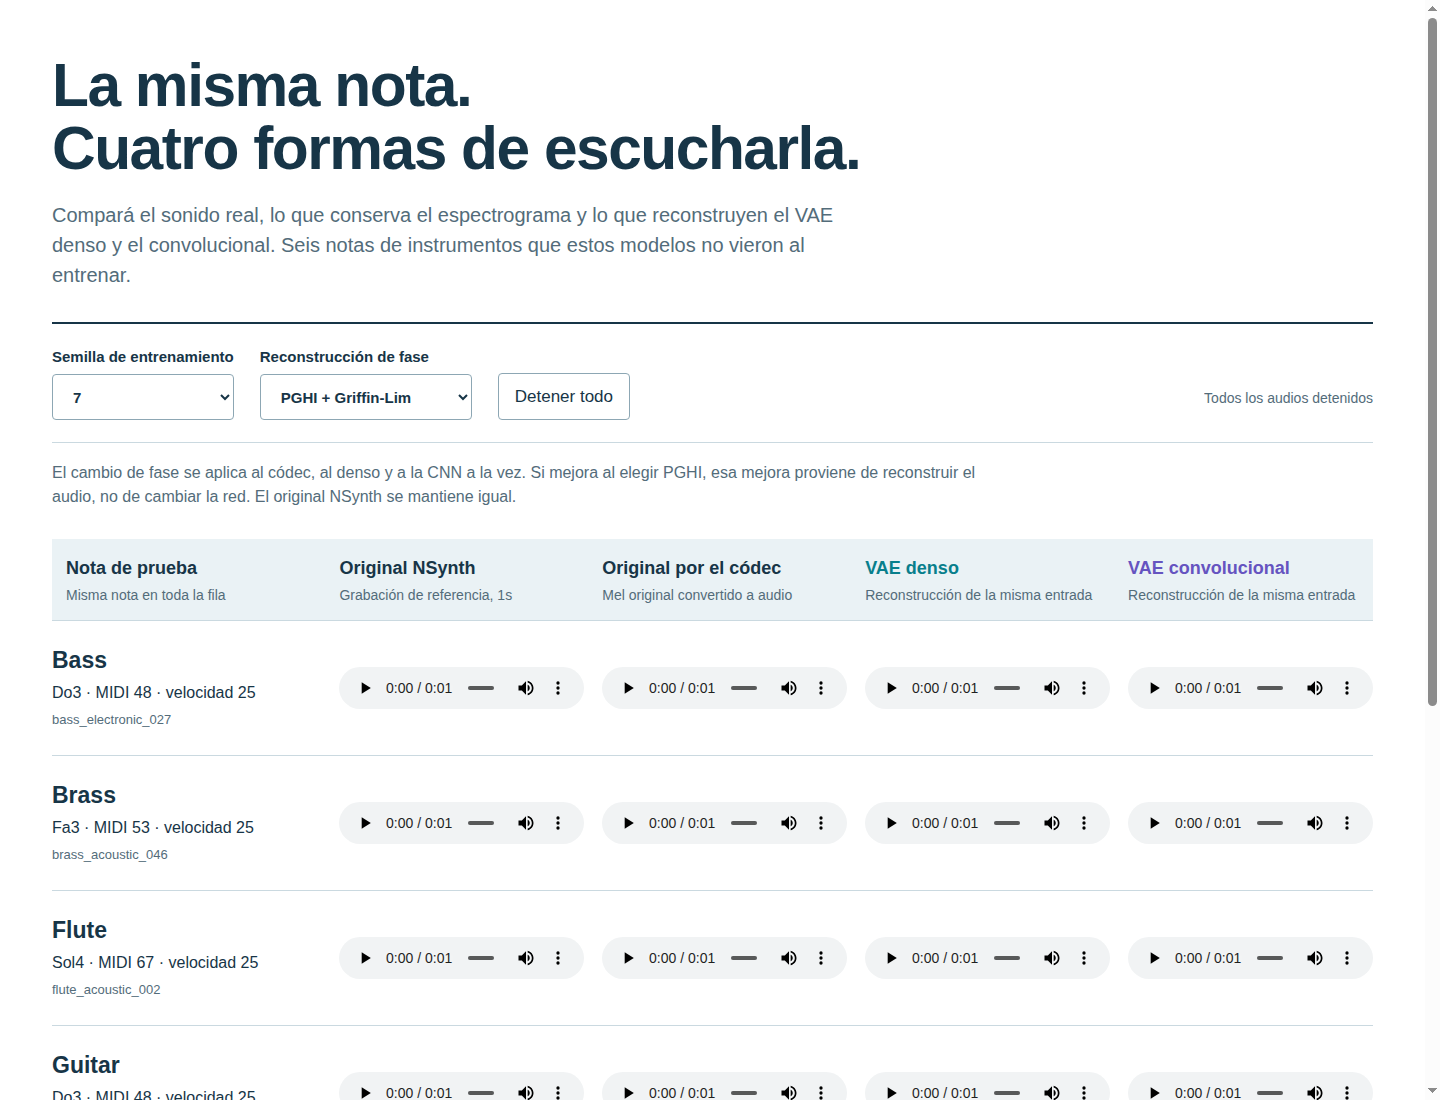 La misma nota.
Cuatro formas de escucharla.
Compará el sonido real, lo que conserva el espectrograma y lo que reconstruyen el VAE
denso y el convolucional. Seis notas de instrumentos que estos modelos no vieron al
entrenar.
Semilla de entrenamiento
Reconstrucción de fase
7
PGHI + Griffin-Lim
Detener todo
Todos los audios detenidos
El cambio de fase se aplica al códec, al denso y a la CNN a la vez. Si mejora al elegir PGHI, esa mejora proviene de reconstruir el
audio, no de cambiar la red. El original NSynth se mantiene igual.
Nota de prueba
Original NSynth
Original por el códec
VAE denso
VAE convolucional
Misma nota en toda la fila
Grabación de referencia, 1s
Mel original convertido a audio
Reconstrucción de la misma entrada
Reconstrucción de la misma entrada
Bass
Do3 · MIDI 48 · velocidad 25
bass_electronic_027
0:00 / 0:01
0:00 / 0:01
0:00 / 0:01
0:00 / 0:01
Brass
Fa3 · MIDI 53 · velocidad 25
brass_acoustic_046
0:00 / 0:01
0:00 / 0:01
0:00 / 0:01
0:00 / 0:01
Flute
Sol4 · MIDI 67 · velocidad 25
flute_acoustic_002
0:00 / 0:01
0:00 / 0:01
0:00 / 0:01
0:00 / 0:01
Guitar
Do3 · MIDI 48 · velocidad 25
0:00 / 0:01
0:00 / 0:01
0:00 / 0:01
0:00 / 0:01